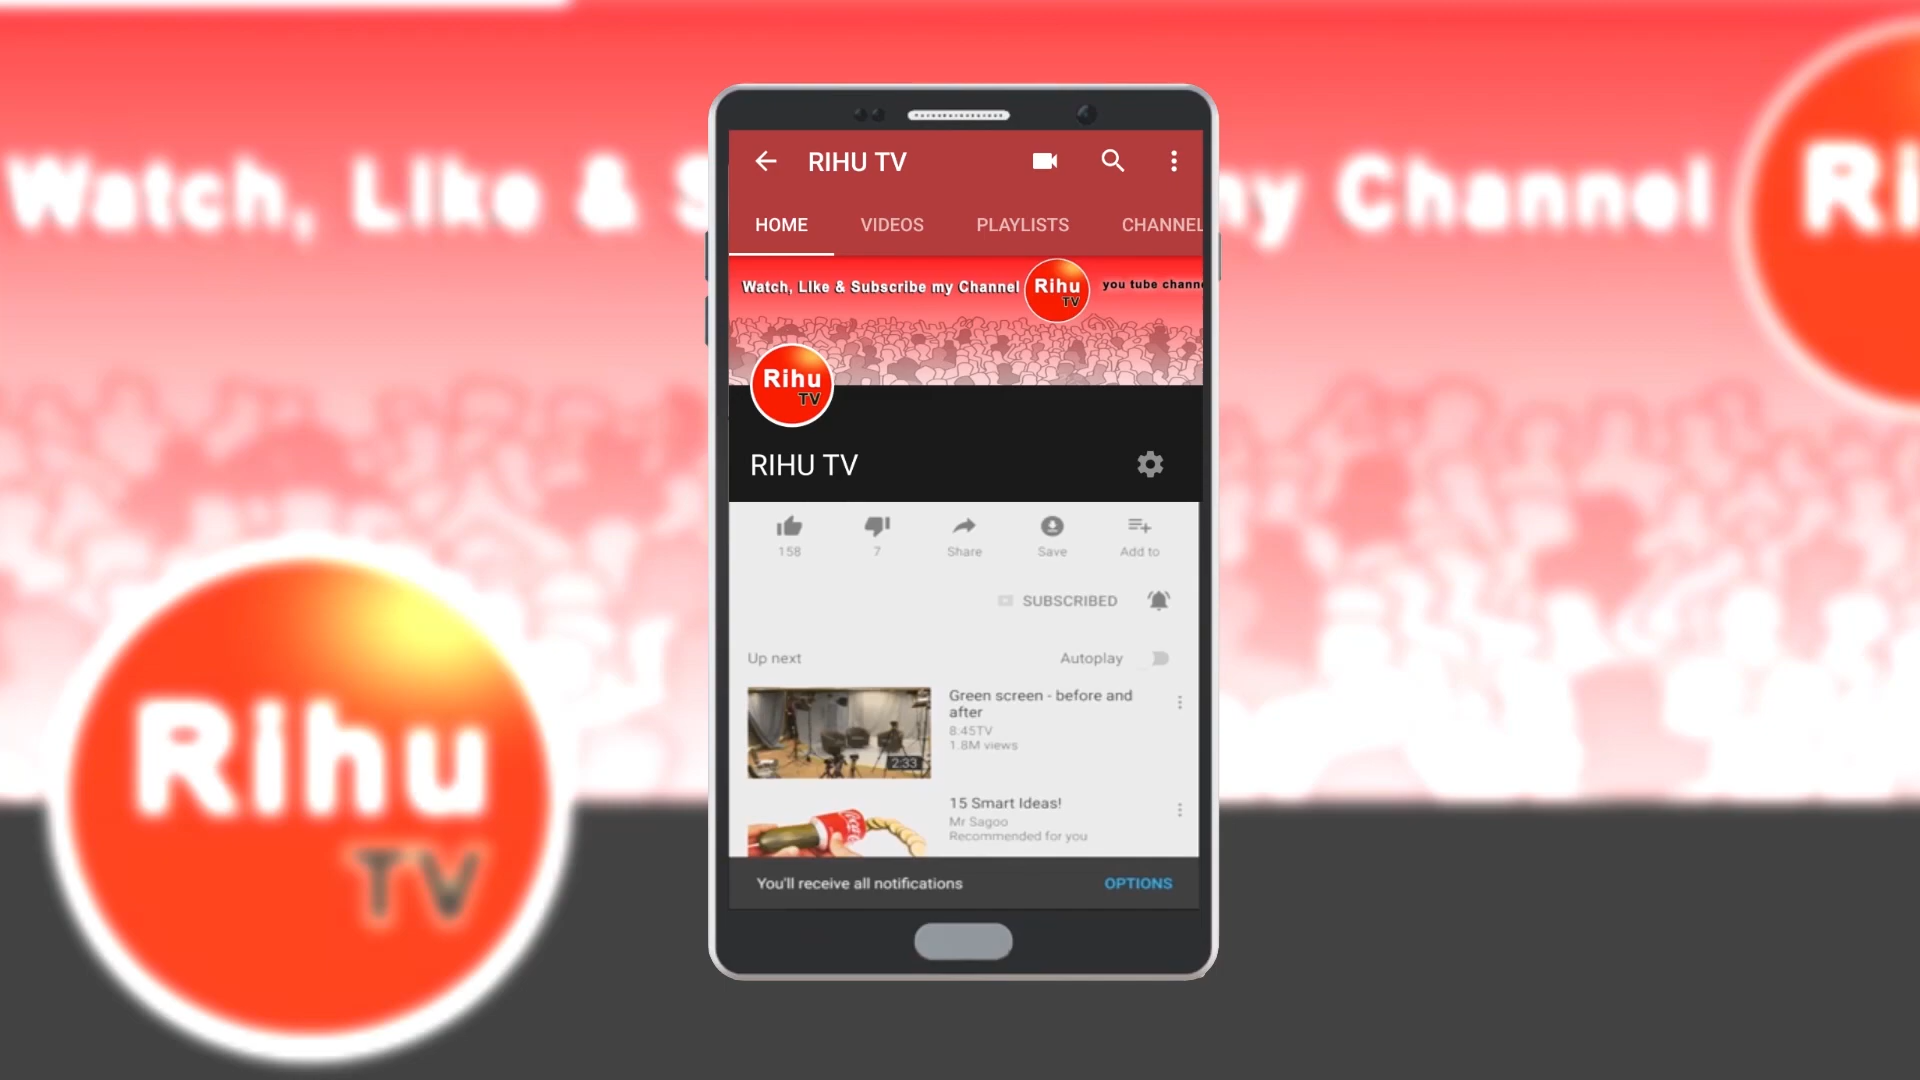 Watch, LIke & S
my Channel
Ri
RIHU TV
HOME VIDEOS PLAYLISTS CHANNEL
Watch, LIke & Subscribe my Channel
Rihu
TV
you tube chann
Rihu
TV
RIHU TV
158 7 Share Save Add to
SUBSCRIBED
Up next Autoplay
Green screen - before and
after
8:45TV
1.8M views
2:33
15 Smart Ideas!
Mr Sagoo
Recommended for you
You'll receive all notifications OPTIONS
Rihu
TV